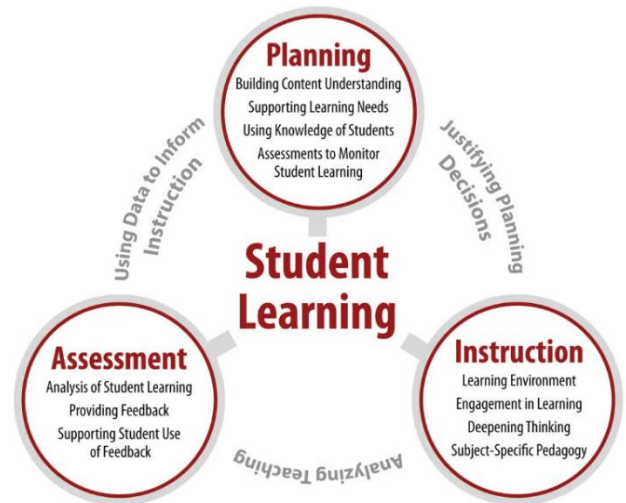 Planning
Building Content Understanding
Supporting Learning Needs
Using Knowledge of Students
Assessments to Monitor
Student Learning
Using Data to Inform
Instruction
Justifying Planning
Decisions
Student
Learning
Assessment
Analysis of Student Learning
Providing Feedback
Supporting Student Use
of Feedback
Instruction
Learning Environment
Engagement in Learning
Deepening Thinking
Subject-Specific Pedagogy
Analyzing Teaching